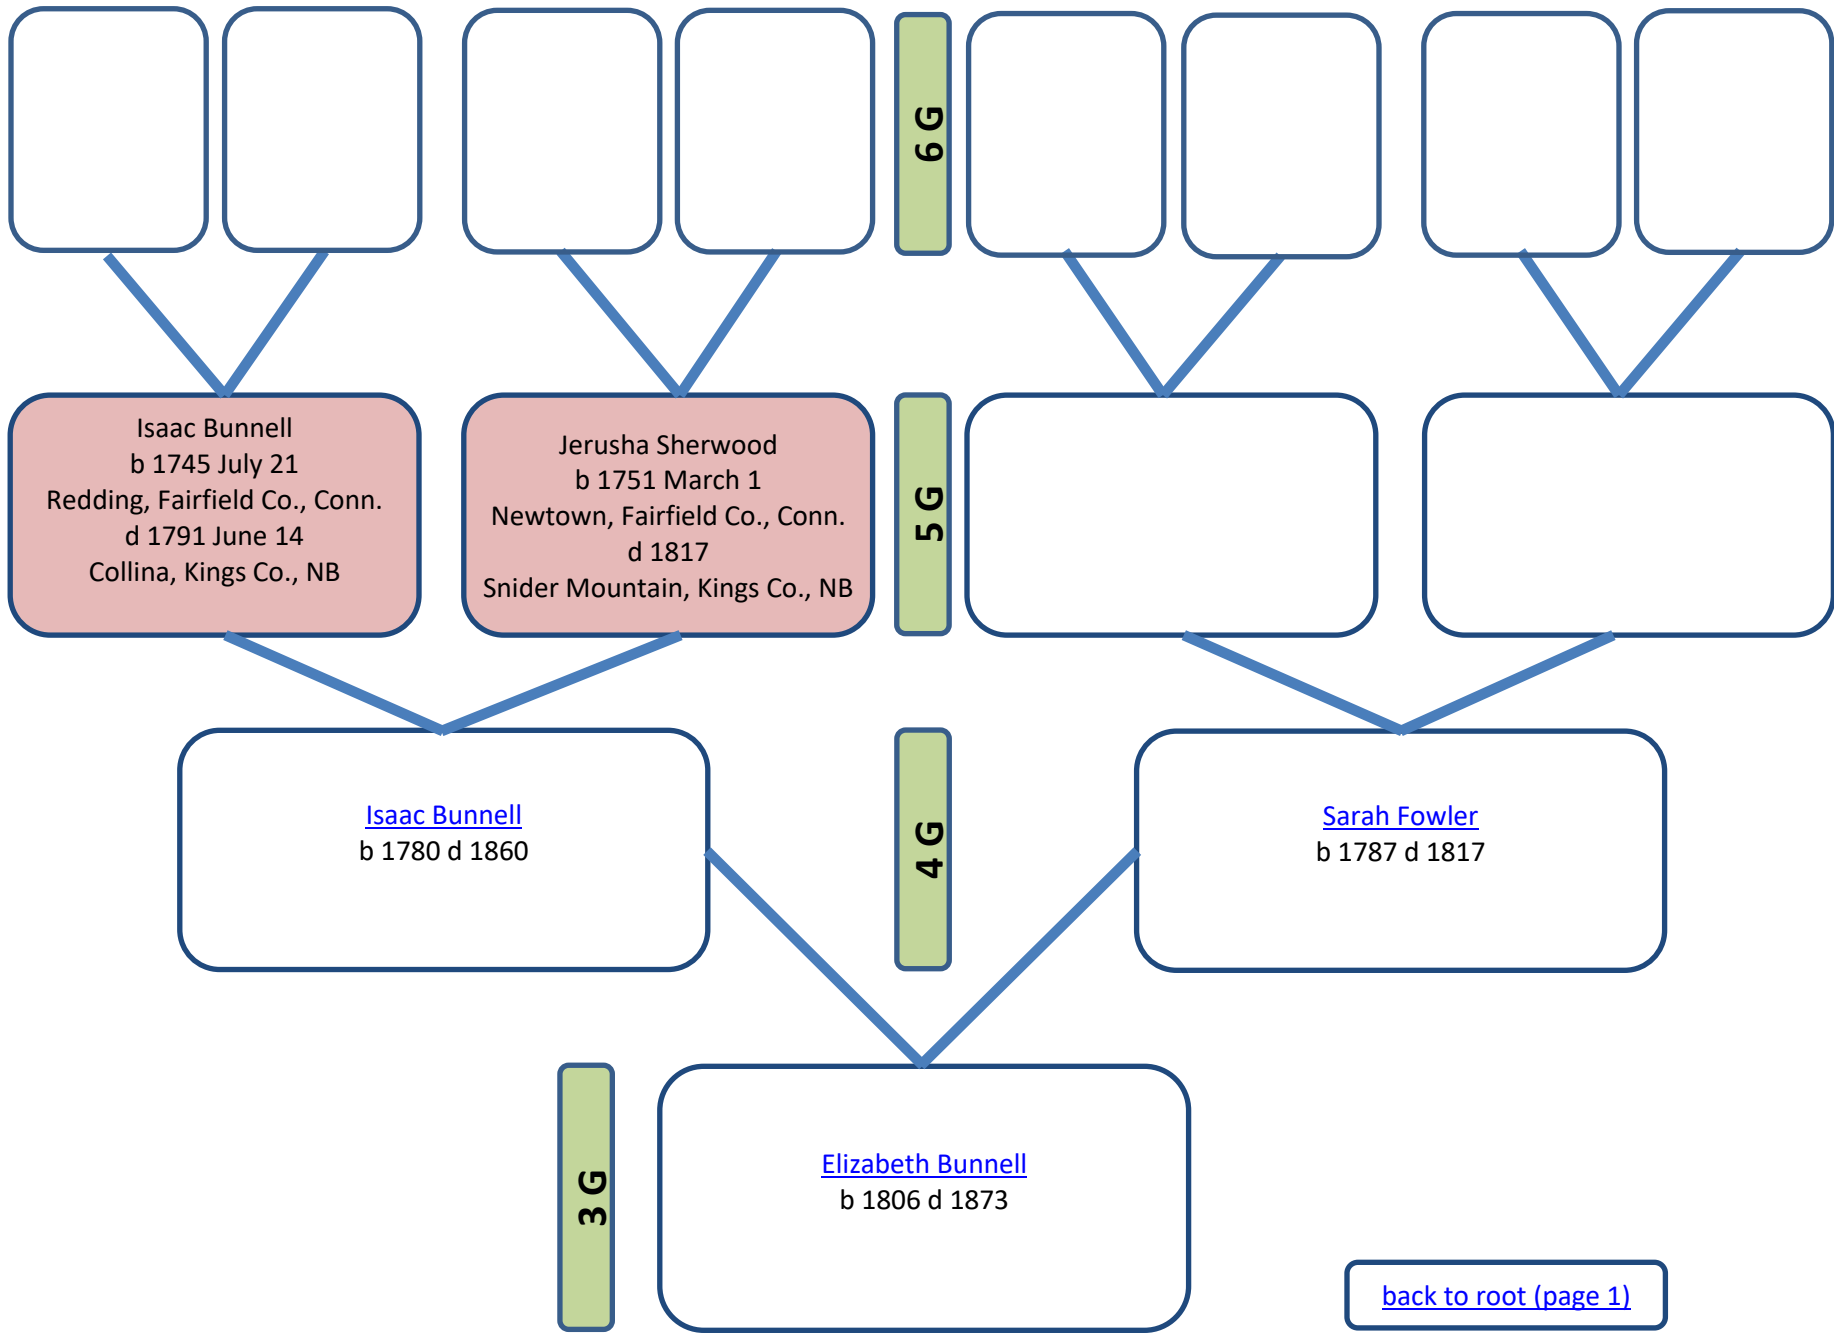 6 G
Isaac Bunnell
b 1745 July 21
Redding, Fairfield Co., Conn.
d 1791 June 14
Collina, Kings Co., NB
Jerusha Sherwood
b 1751 March 1
Newtown, Fairfield Co., Conn.
d 1817
Snider Mountain, Kings Co., NB
5 G
Isaac Bunnell
b 1780 d 1860
4 G
Sarah Fowler
b 1787 d 1817
3 G
Elizabeth Bunnell
b 1806 d 1873
back to root (page 1)